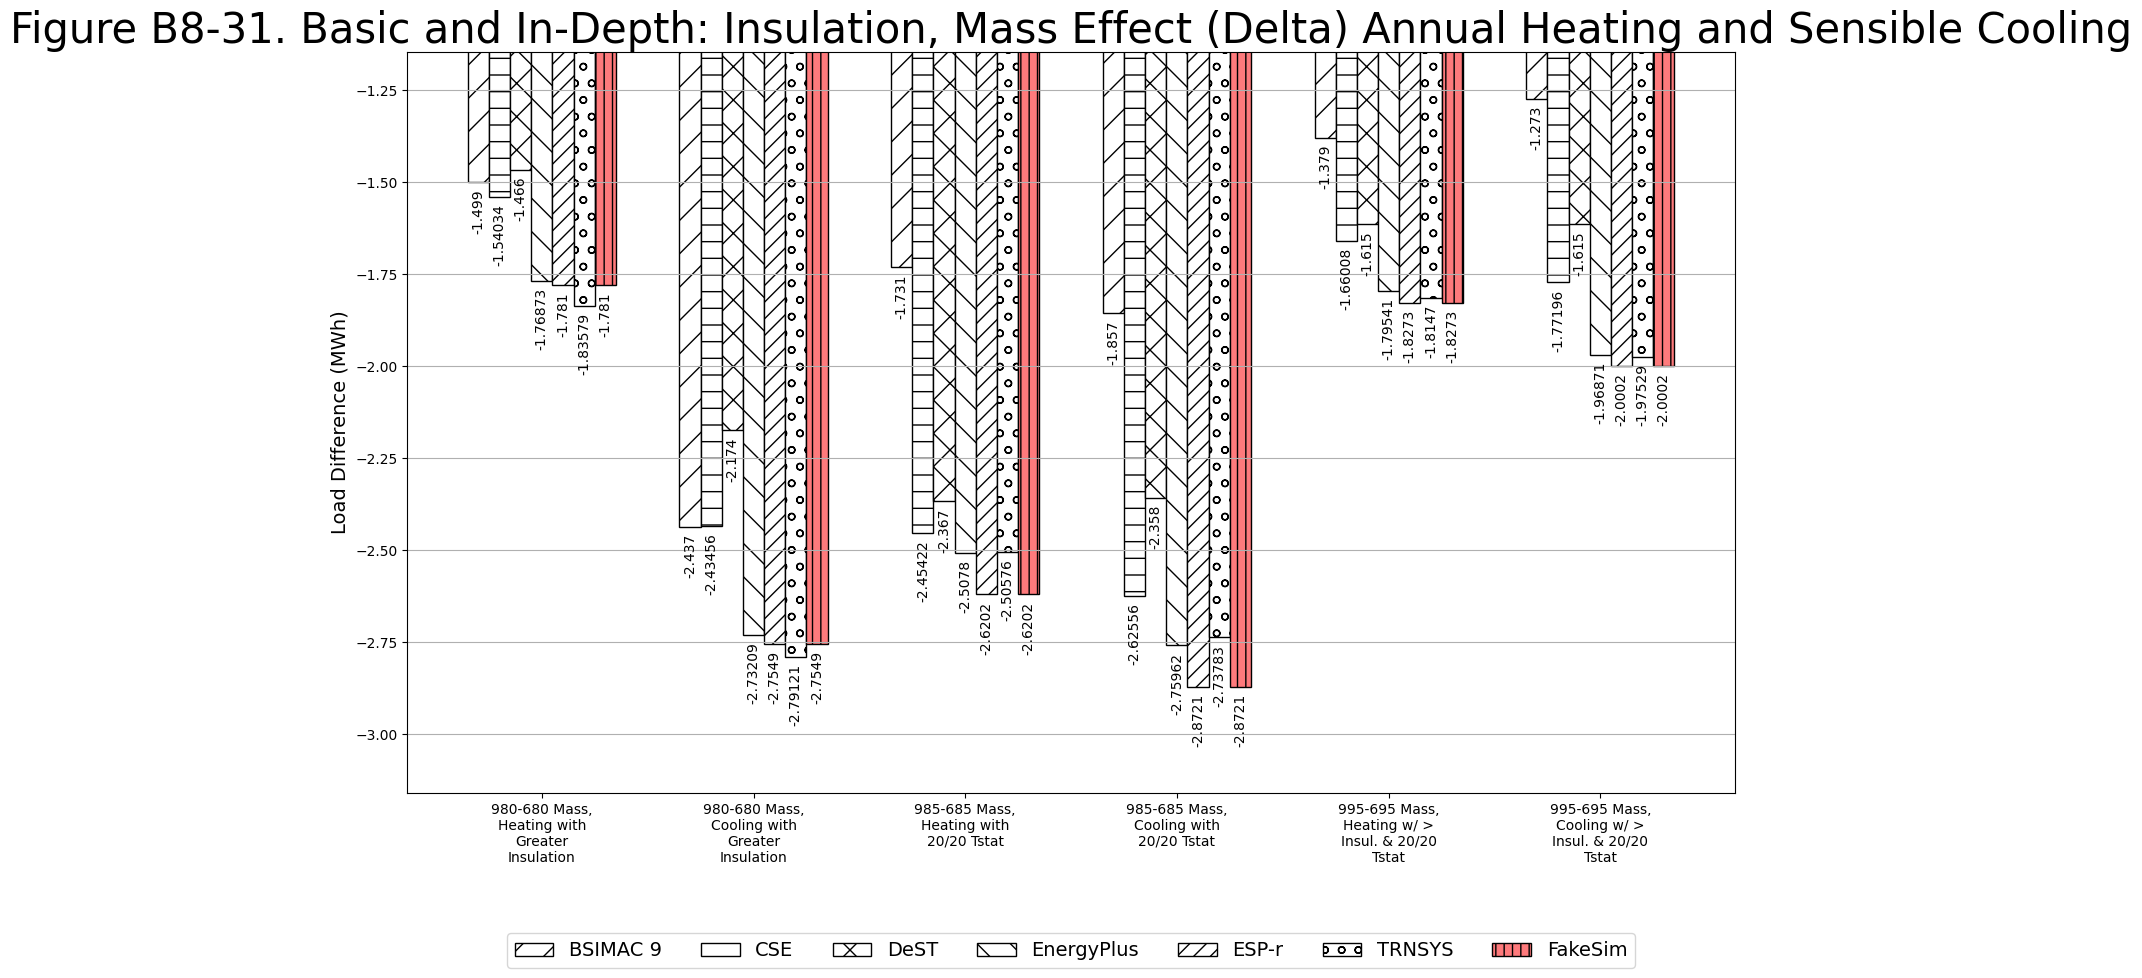 Figure B8-31. Basic and In-Depth: Insulation, Mass Effect (Delta) Annual Heating and Sensible Cooling
Load Difference (MWh)
−1.25
−1.50
−1.75
−2.00
−2.25
−2.50
−2.75
−3.00
-1.499
-1.54034
-1.466
-1.76873
-1.781
-1.83579
-1.781
-2.437
-2.43456
-2.174
-2.73209
-2.7549
-2.79121
-2.7549
-1.731
-2.45422
-2.367
-2.5078
-2.6202
-2.50576
-2.6202
-1.857
-2.62556
-2.358
-2.75962
-2.8721
-2.73783
-2.8721
-1.379
-1.66008
-1.615
-1.79541
-1.8273
-1.8147
-1.8273
-1.273
-1.77196
-1.615
-1.96871
-2.0002
-1.97529
-2.0002
980-680 Mass,
Heating with
Greater
Insulation
980-680 Mass,
Cooling with
Greater
Insulation
985-685 Mass,
Heating with
20/20 Tstat
985-685 Mass,
Cooling with
20/20 Tstat
995-695 Mass,
Heating w/ >
Insul. & 20/20
Tstat
995-695 Mass,
Cooling w/ >
Insul. & 20/20
Tstat
BSIMAC 9
CSE
DeST
EnergyPlus
ESP-r
TRNSYS
FakeSim